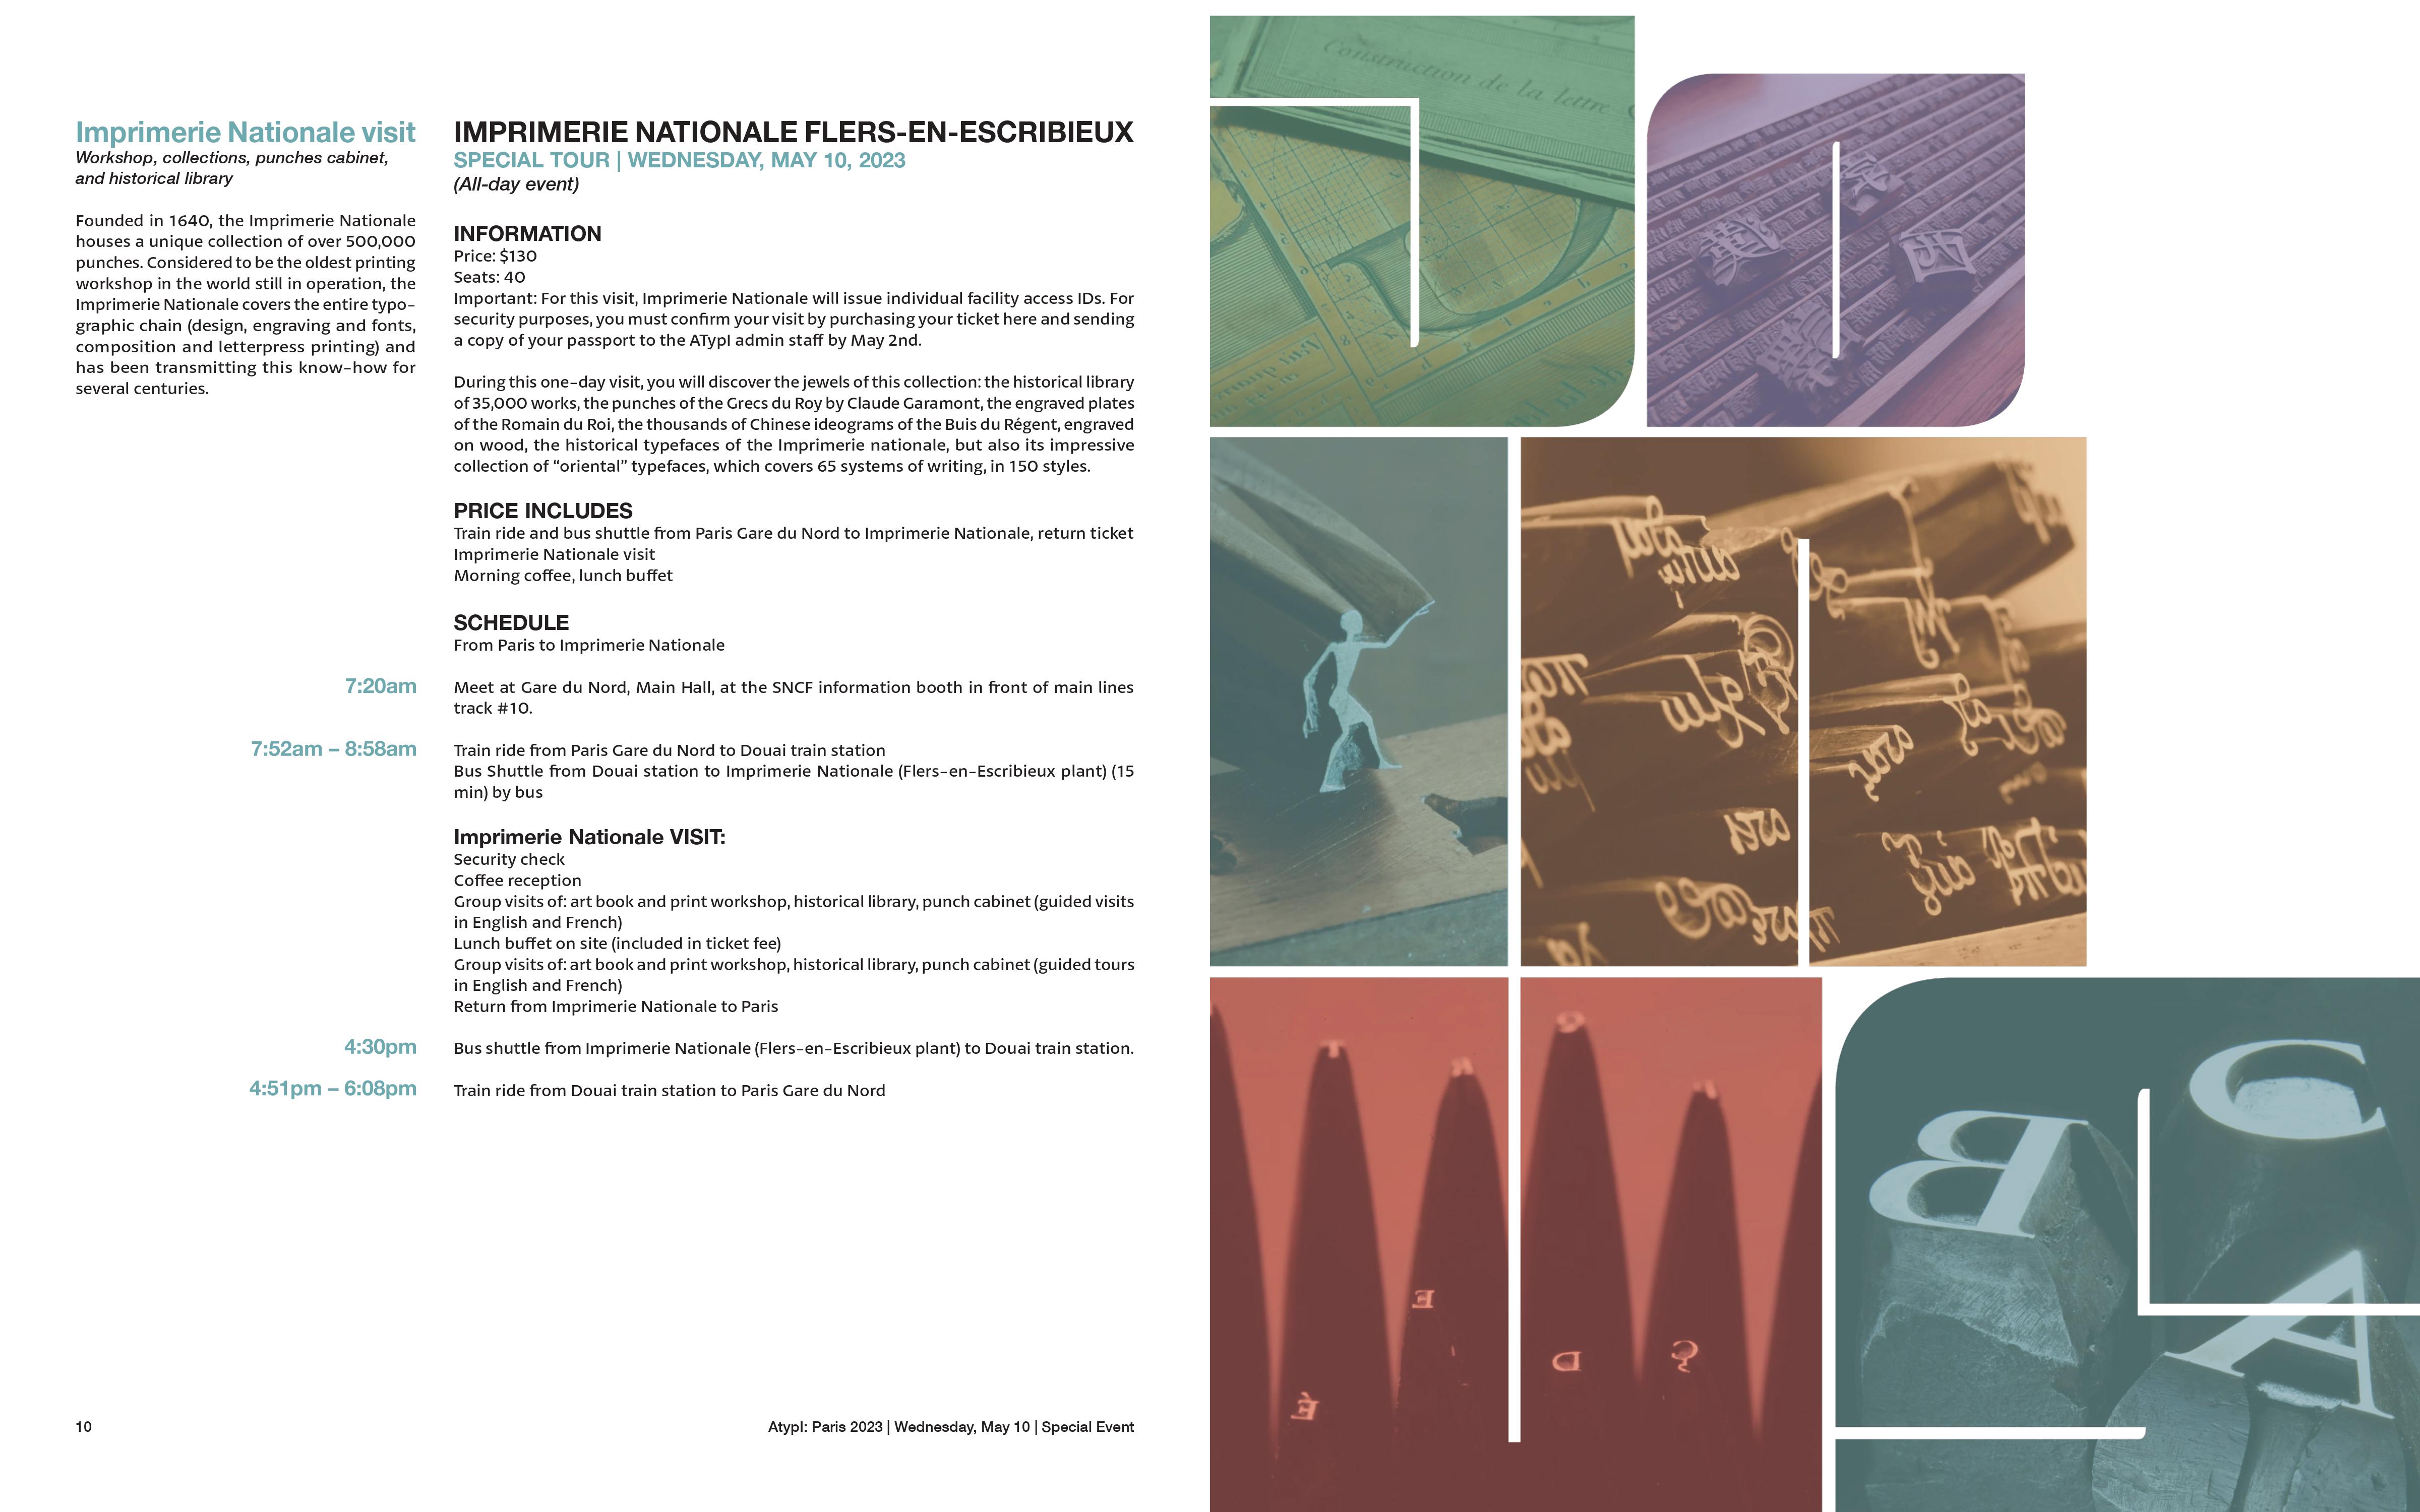 Imprimerie Nationale visit
Workshop, collections, punches cabinet,
and historical library
Founded in 1640, the Imprimerie Nationale
houses a unique collection of over 500,000
punches. Considered to be the oldest printing
workshop in the world still in operation, the
Imprimerie Nationale covers the entire typo-
graphic chain (design, engraving and fonts,
composition and letterpress printing) and
has been transmitting this know-how for
several centuries.
IMPRIMERIE NATIONALE FLERS-EN-ESCRIBIEUX
SPECIAL TOUR | WEDNESDAY, MAY 10, 2023
(All-day event)
INFORMATION
Price: $130
Seats: 40
Important: For this visit, Imprimerie Nationale will issue individual facility access IDs. For
security purposes, you must confirm your visit by purchasing your ticket here and sending
a copy of your passport to the ATypI admin staff by May 2nd.
During this one-day visit, you will discover the jewels of this collection: the historical library
of 35,000 works, the punches of the Grecs du Roy by Claude Garamont, the engraved plates
of the Romain du Roi, the thousands of Chinese ideograms of the Buis du Régent, engraved
on wood, the historical typefaces of the Imprimerie nationale, but also its impressive
collection of “oriental” typefaces, which covers 65 systems of writing, in 150 styles.
PRICE INCLUDES
Train ride and bus shuttle from Paris Gare du Nord to Imprimerie Nationale, return ticket
Imprimerie Nationale visit
Morning coffee, lunch buffet
SCHEDULE
From Paris to Imprimerie Nationale
7:20am
Meet at Gare du Nord, Main Hall, at the SNCF information booth in front of main lines
track #10.
7:52am – 8:58am
Train ride from Paris Gare du Nord to Douai train station
Bus Shuttle from Douai station to Imprimerie Nationale (Flers-en-Escribieux plant) (15
min) by bus
Imprimerie Nationale VISIT:
Security check
Coffee reception
Group visits of: art book and print workshop, historical library, punch cabinet (guided visits
in English and French)
Lunch buffet on site (included in ticket fee)
Group visits of: art book and print workshop, historical library, punch cabinet (guided tours
in English and French)
Return from Imprimerie Nationale to Paris
4:30pm
Bus shuttle from Imprimerie Nationale (Flers-en-Escribieux plant) to Douai train station.
4:51pm – 6:08pm
Train ride from Douai train station to Paris Gare du Nord
10
AtypI: Paris 2023 | Wednesday, May 10 | Special Event
Construction de la lettre
C
B
A
E
É
D
Ç